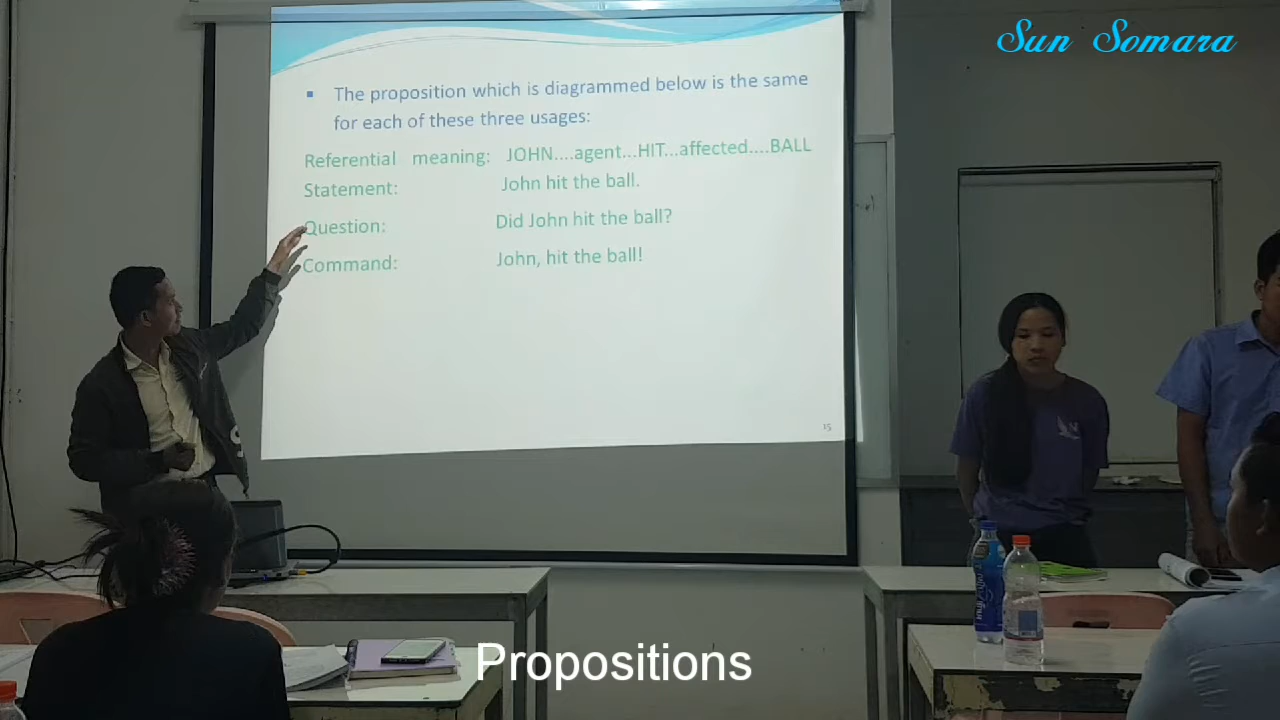 Sun Somara
▪ The proposition which is diagrammed below is the same
for each of these three usages:
Referential meaning: JOHN....agent...HIT...affected....BALL
Statement: John hit the ball.
Question: Did John hit the ball?
Command: John, hit the ball!
15
Propositions